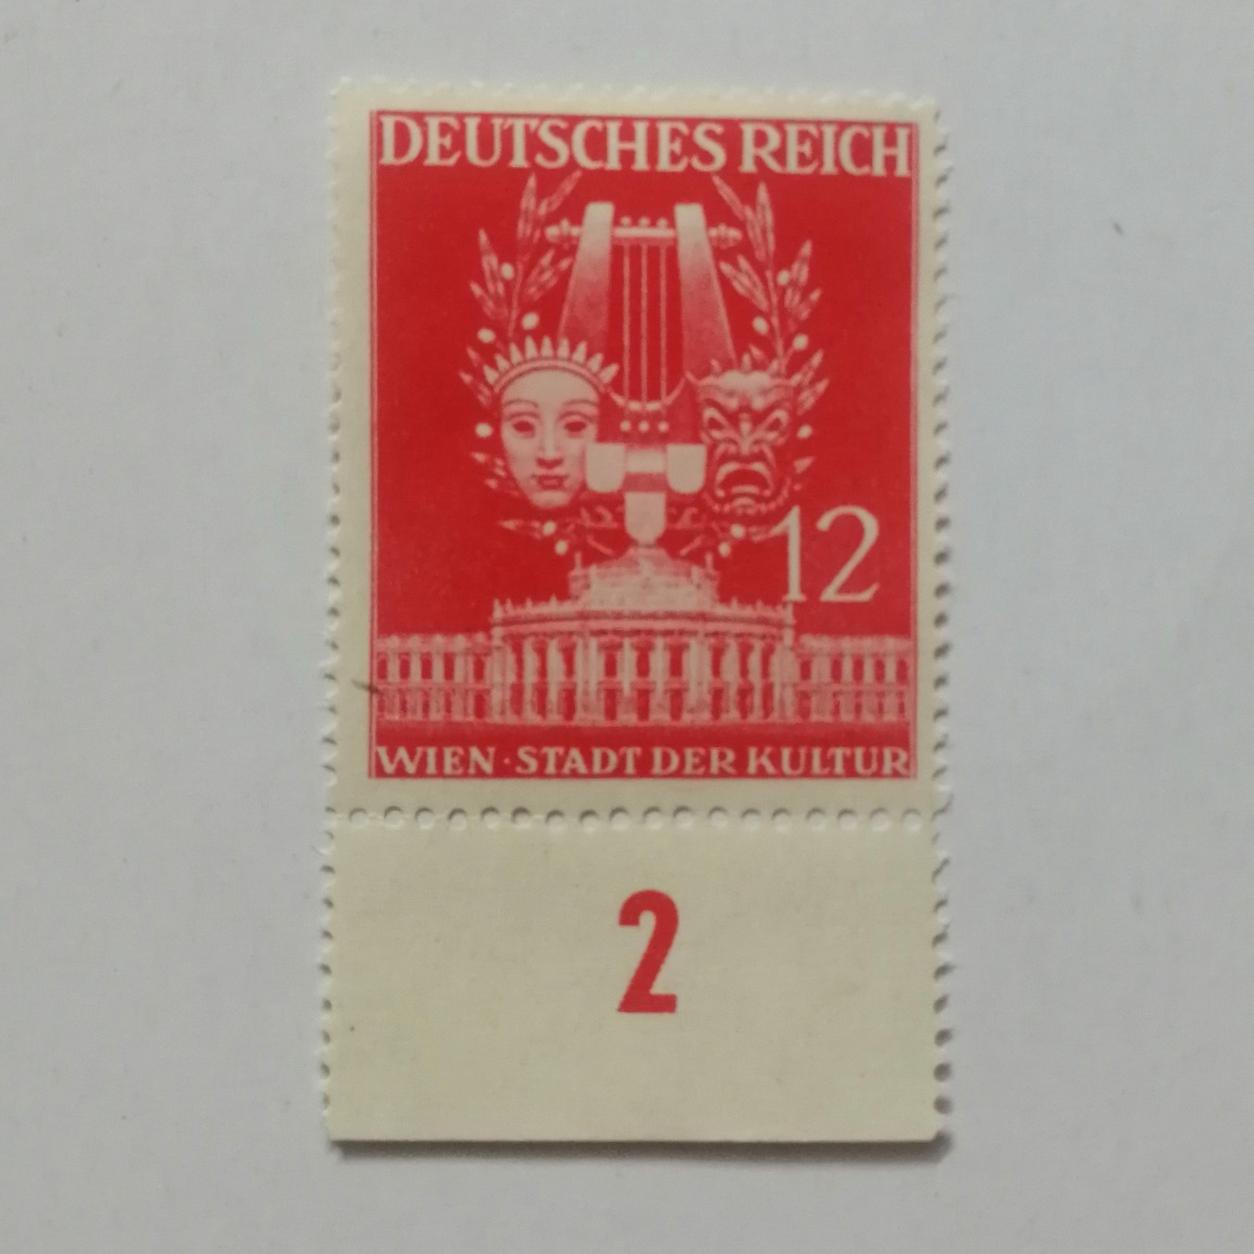 DEUTSCHES REICH
12
WIEN · STADT DER KULTUR
2